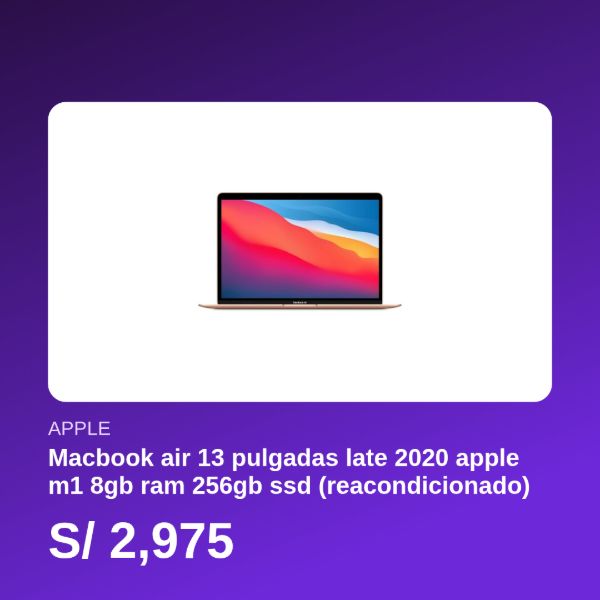 APPLE
Macbook air 13 pulgadas late 2020 apple
m1 8gb ram 256gb ssd (reacondicionado)
S/ 2,975